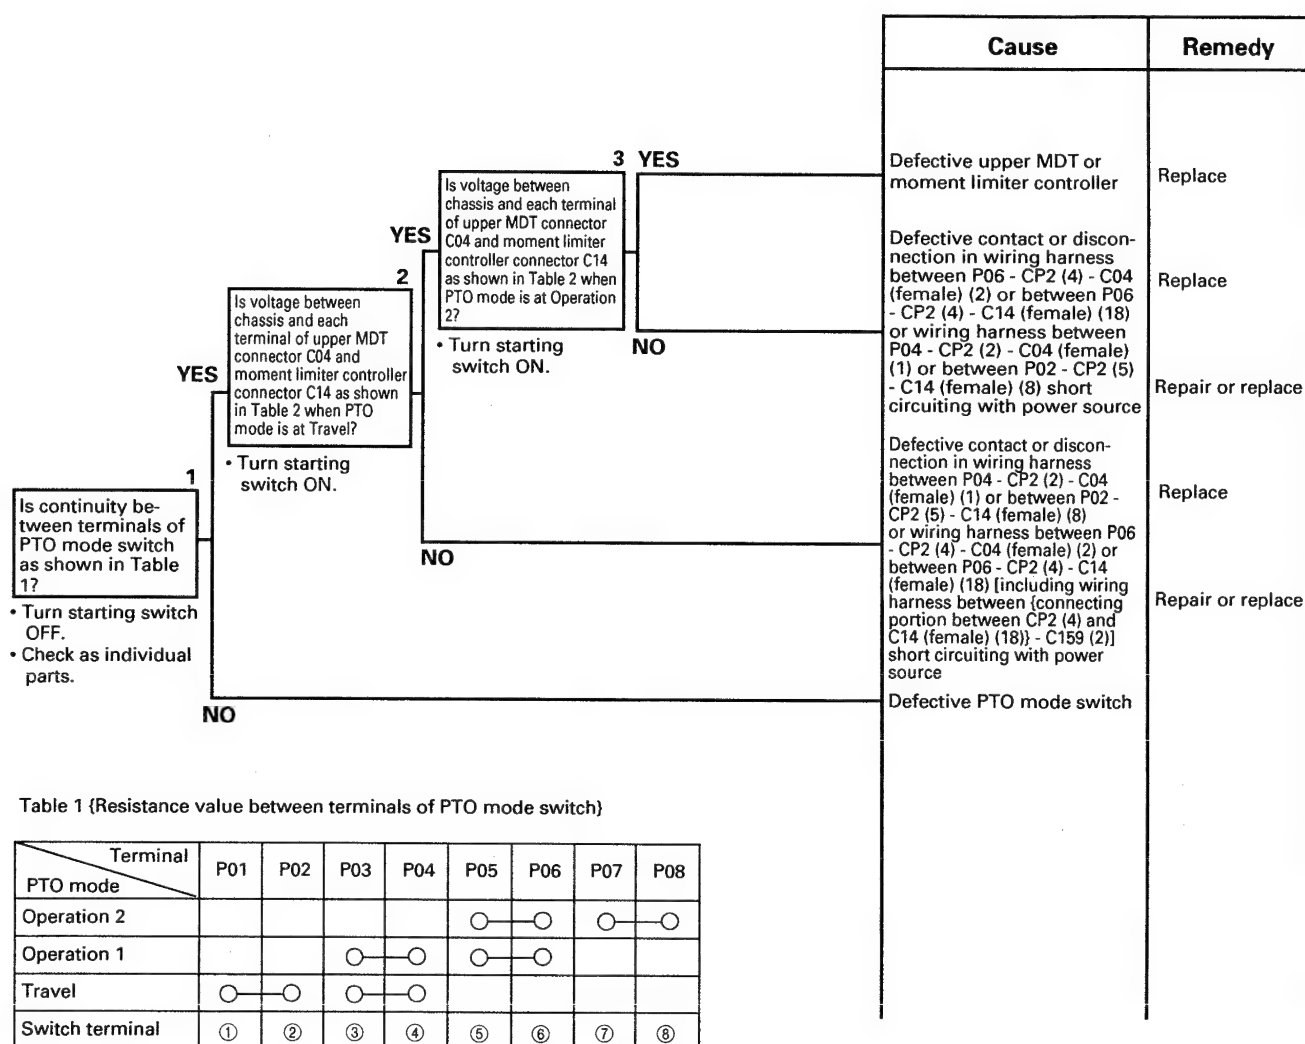 Cause
Remedy
3 YES
Is voltage between
chassis and each terminal
of upper MDT connector
C04 and moment limiter
controller connector C14
as shown in Table 2 when
PTO mode is at Operation
2?
• Turn starting
switch ON.
NO
Defective upper MDT or
moment limiter controller
Replace
Defective contact or discon-
nection in wiring harness
between P06 - CP2 (4) - C04
(female) (2) or between P06
- CP2 (4) - C14 (female) (18)
or wiring harness between
P04 - CP2 (2) - C04 (female)
(1) or between P02 - CP2 (5)
- C14 (female) (8) short
circuiting with power source
Replace
Repair or replace
YES
2
Is voltage between
chassis and each
terminal of upper MDT
connector C04 and
moment limiter controller
connector C14 as shown
in Table 2 when PTO
mode is at Travel?
• Turn starting
switch ON.
NO
Defective contact or discon-
nection in wiring harness
between P04 - CP2 (2) - C04
(female) (1) or between P02 -
CP2 (5) - C14 (female) (8)
or wiring harness between P06
- CP2 (4) - C04 (female) (2) or
between P06 - CP2 (4) - C14
(female) (18) [including wiring
harness between {connecting
portion between CP2 (4) and
C14 (female) (18)} - C159 (2)]
short circuiting with power
source
Replace
Repair or replace
YES
1
Is continuity be-
tween terminals of
PTO mode switch
as shown in Table
1?
• Turn starting switch
OFF.
• Check as individual
parts.
NO
Defective PTO mode switch
Table 1 {Resistance value between terminals of PTO mode switch}
Terminal
PTO mode
P01 P02 P03 P04 P05 P06 P07 P08
Operation 2
Operation 1
Travel
Switch terminal ① ② ③ ④ ⑤ ⑥ ⑦ ⑧